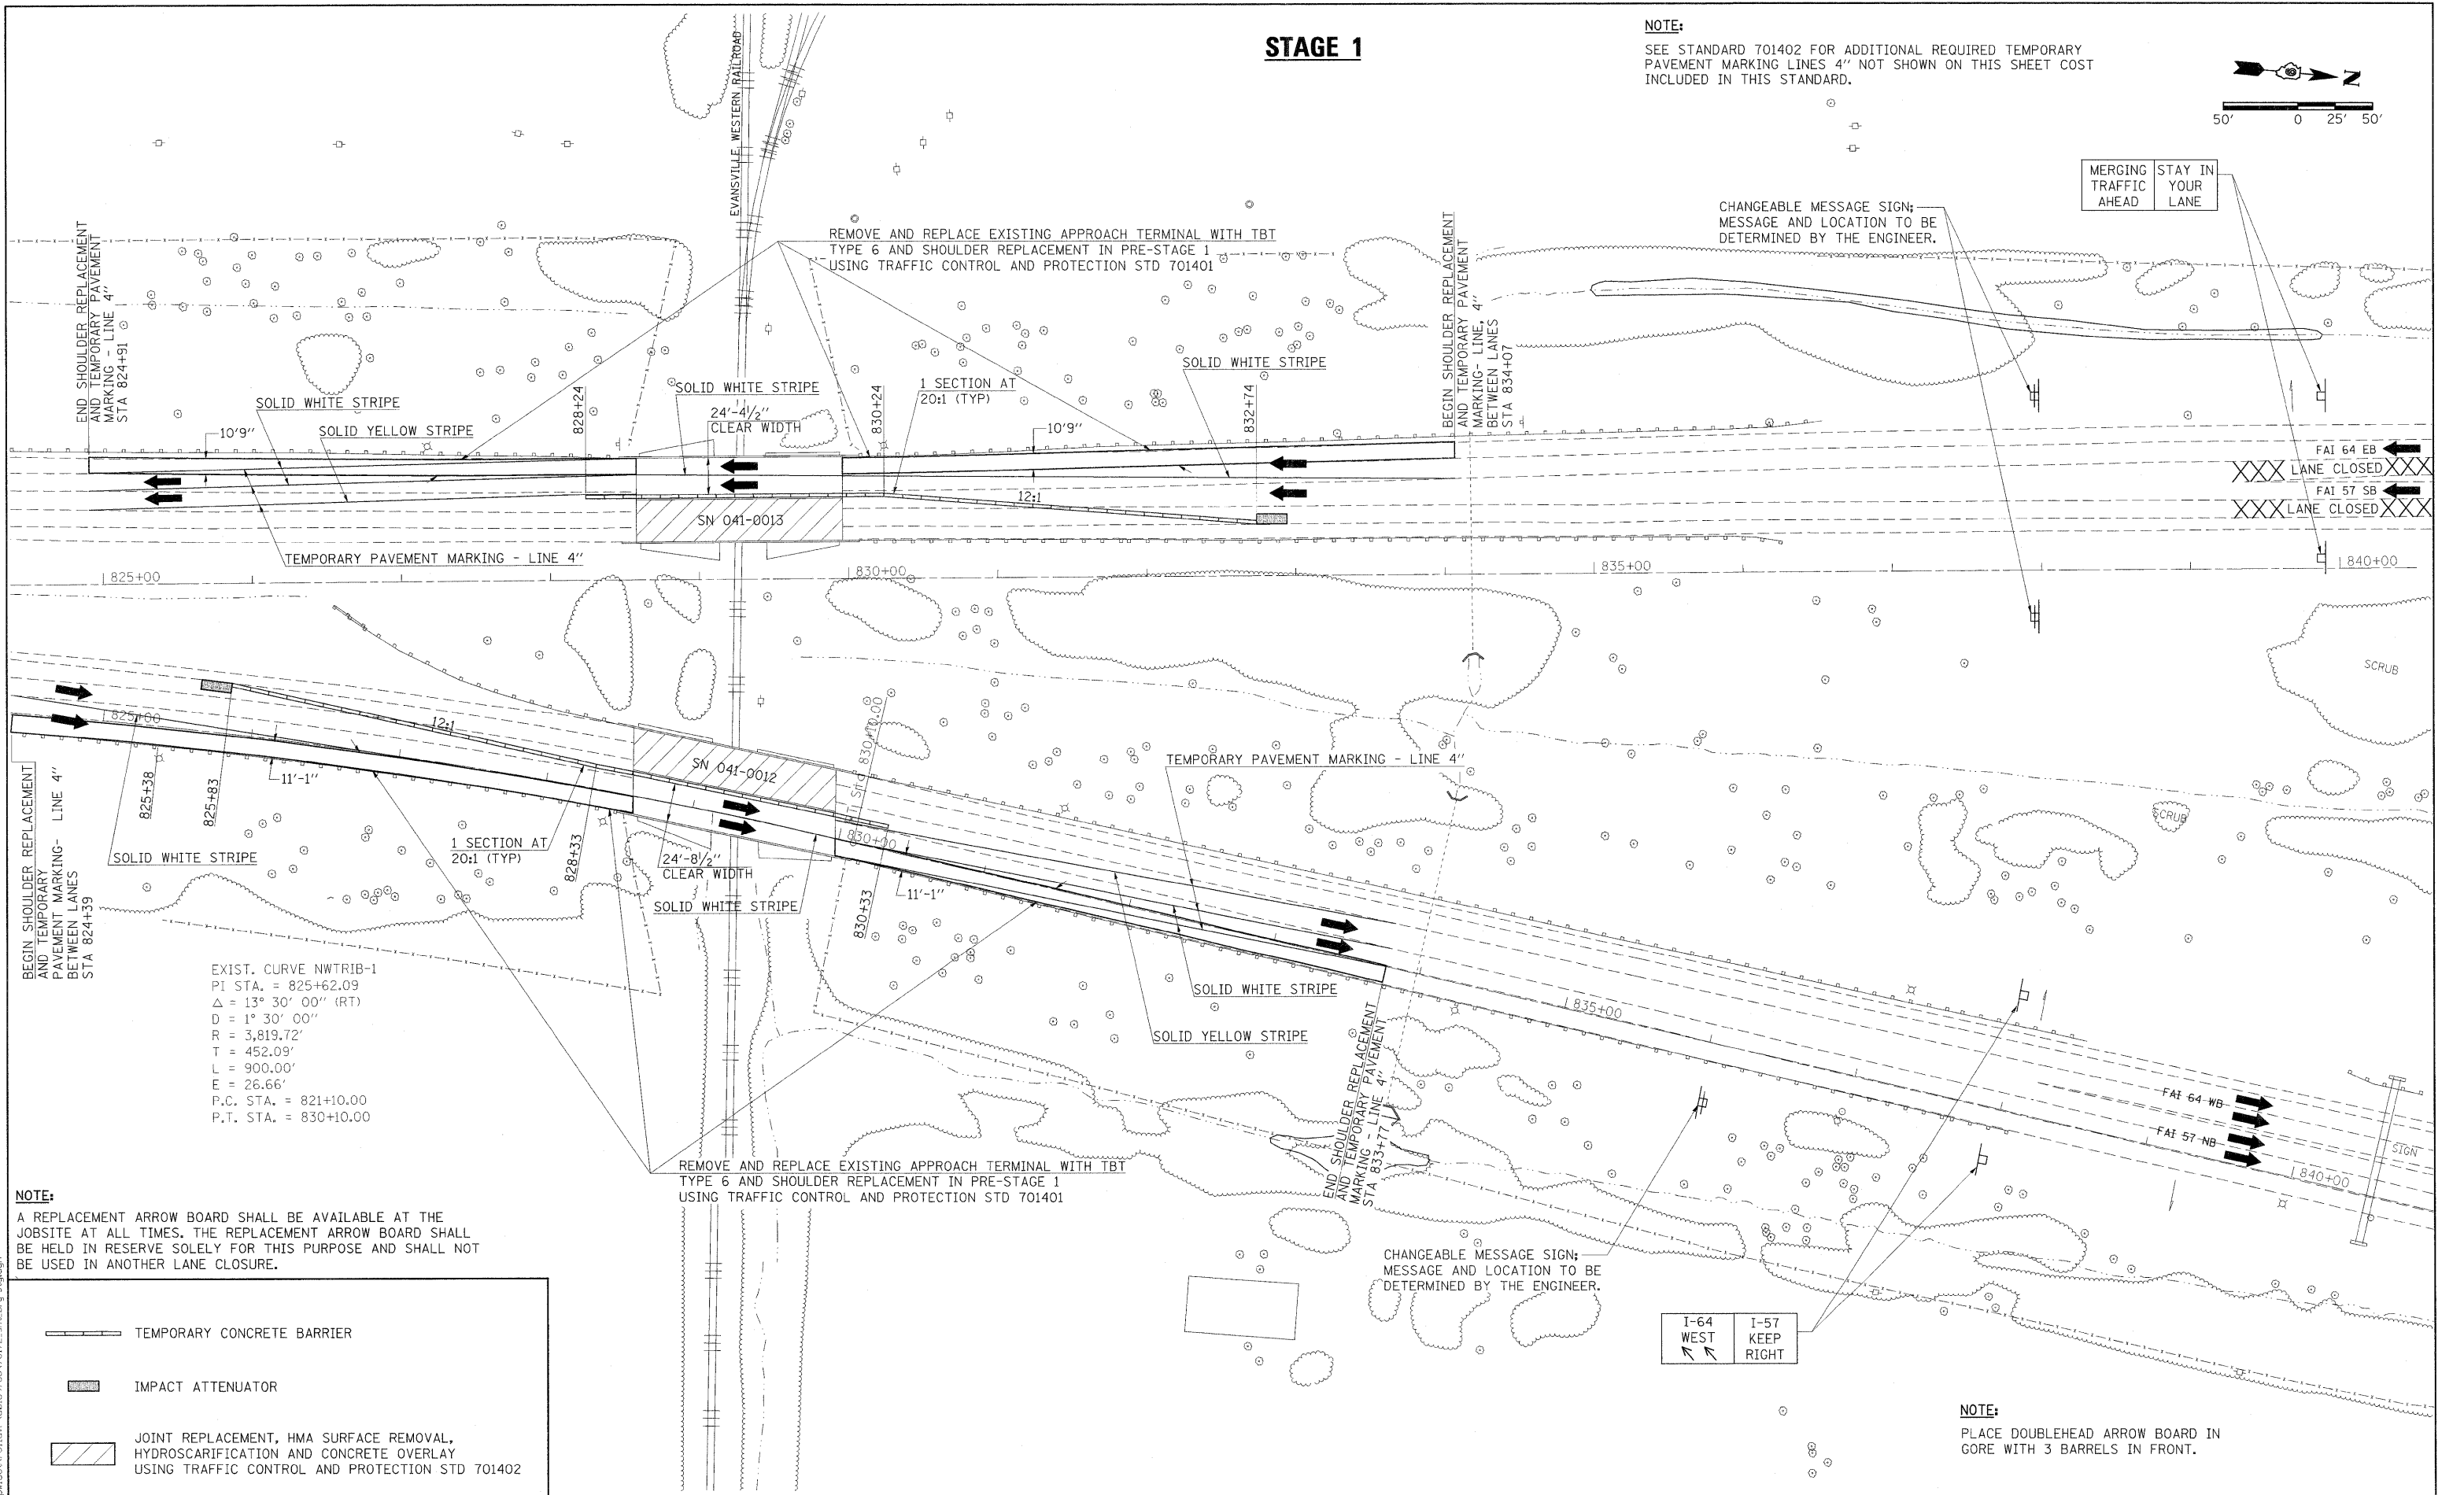 STAGE 1
NOTE:
SEE STANDARD 701402 FOR ADDITIONAL REQUIRED TEMPORARY
PAVEMENT MARKING LINES 4" NOT SHOWN ON THIS SHEET COST
INCLUDED IN THIS STANDARD.
N
50' 0 25' 50'
EVANSVILLE WESTERN RAILROAD
MERGING
TRAFFIC
AHEAD
STAY IN
YOUR
LANE
CHANGEABLE MESSAGE SIGN;
MESSAGE AND LOCATION TO BE
DETERMINED BY THE ENGINEER.
REMOVE AND REPLACE EXISTING APPROACH TERMINAL WITH TBT
TYPE 6 AND SHOULDER REPLACEMENT IN PRE-STAGE 1
USING TRAFFIC CONTROL AND PROTECTION STD 701401
END SHOULDER REPLACEMENT
AND TEMPORARY PAVEMENT
MARKING - LINE 4"
STA 824+91
BEGIN SHOULDER REPLACEMENT
AND TEMPORARY PAVEMENT
MARKING- LINE, 4"
BETWEEN LANES
STA 834+07
SOLID WHITE STRIPE
SOLID YELLOW STRIPE
10'9"
828+24
SOLID WHITE STRIPE
24'-4½"
CLEAR WIDTH
830+24
1 SECTION AT
20:1 (TYP)
10'9"
SOLID WHITE STRIPE
832+74
12:1
SN 041-0013
TEMPORARY PAVEMENT MARKING - LINE 4"
FAI 64 EB
XXX LANE CLOSED XXX
FAI 57 SB
XXX LANE CLOSED XXX
825+00
830+00
835+00
840+00
SCRUB
SCRUB
825+00
12:1
825+38
825+83
11'-1"
SOLID WHITE STRIPE
1 SECTION AT
20:1 (TYP)
828+33
SN 041-0012
24'-8½"
CLEAR WIDTH
SOLID WHITE STRIPE
P.T. Sta 830+10.00
830+00
830+33
11'-1"
TEMPORARY PAVEMENT MARKING - LINE 4"
SOLID WHITE STRIPE
SOLID YELLOW STRIPE
BEGIN SHOULDER REPLACEMENT
AND TEMPORARY
PAVEMENT MARKING- LINE 4"
BETWEEN LANES
STA 824+39
END SHOULDER REPLACEMENT
AND TEMPORARY PAVEMENT
MARKING - LINE 4"
STA 833+77
835+00
FAI 64 WB
FAI 57 NB
SIGN
840+00
EXIST. CURVE NWTRIB-1
PI STA. = 825+62.09
Δ = 13° 30' 00" (RT)
D = 1° 30' 00"
R = 3,819.72'
T = 452.09'
L = 900.00'
E = 26.66'
P.C. STA. = 821+10.00
P.T. STA. = 830+10.00
REMOVE AND REPLACE EXISTING APPROACH TERMINAL WITH TBT
TYPE 6 AND SHOULDER REPLACEMENT IN PRE-STAGE 1
USING TRAFFIC CONTROL AND PROTECTION STD 701401
CHANGEABLE MESSAGE SIGN;
MESSAGE AND LOCATION TO BE
DETERMINED BY THE ENGINEER.
I-64
WEST
I-57
KEEP
RIGHT
NOTE:
A REPLACEMENT ARROW BOARD SHALL BE AVAILABLE AT THE
JOBSITE AT ALL TIMES. THE REPLACEMENT ARROW BOARD SHALL
BE HELD IN RESERVE SOLELY FOR THIS PURPOSE AND SHALL NOT
BE USED IN ANOTHER LANE CLOSURE.
TEMPORARY CONCRETE BARRIER
IMPACT ATTENUATOR
JOINT REPLACEMENT, HMA SURFACE REMOVAL,
HYDROSCARIFICATION AND CONCRETE OVERLAY
USING TRAFFIC CONTROL AND PROTECTION STD 701402
NOTE:
PLACE DOUBLEHEAD ARROW BOARD IN
GORE WITH 3 BARRELS IN FRONT.